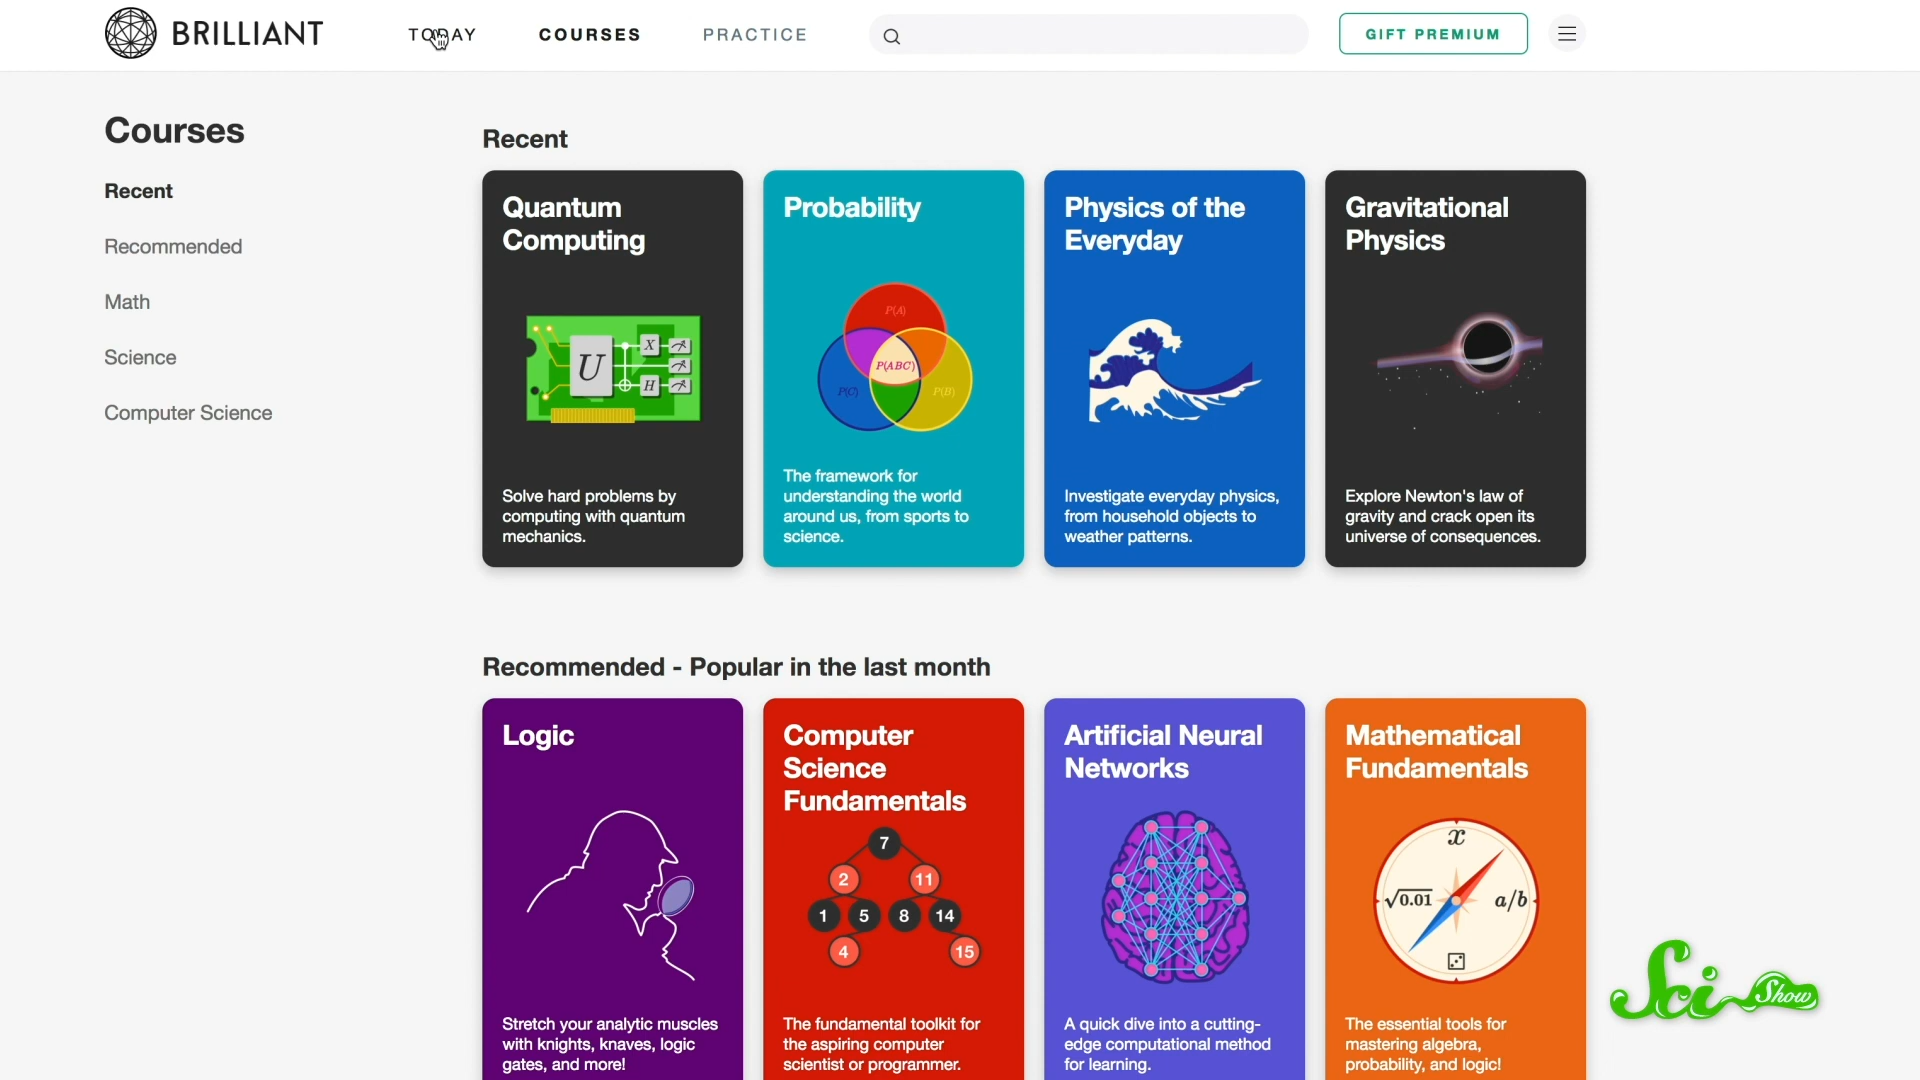 BRILLIANT
TODAY
COURSES
PRACTICE
GIFT PREMIUM
Courses
Recent
Recommended
Math
Science
Computer Science
Recent
Quantum
Computing
U
X
H
Solve hard problems by
computing with quantum
mechanics.
Probability
P(A)
P(ABC)
P(C)
P(B)
The framework for
understanding the world
around us, from sports to
science.
Physics of the
Everyday
Investigate everyday physics,
from household objects to
weather patterns.
Gravitational
Physics
Explore Newton's law of
gravity and crack open its
universe of consequences.
Recommended - Popular in the last month
Logic
Stretch your analytic muscles
with knights, knaves, logic
gates, and more!
Computer
Science
Fundamentals
7
2 11
1 5 8 14
4 15
The fundamental toolkit for
the aspiring computer
scientist or programmer.
Artificial Neural
Networks
A quick dive into a cutting-
edge computational method
for learning.
Mathematical
Fundamentals
x
√0.01 a/b
The essential tools for
mastering algebra,
probability, and logic!
Sci Show